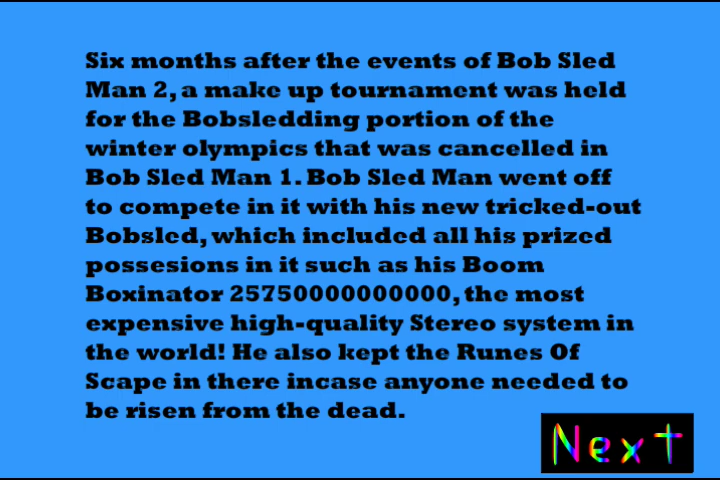 Six months after the events of Bob Sled
Man 2, a make up tournament was held
for the Bobsledding portion of the
winter olympics that was cancelled in
Bob Sled Man 1. Bob Sled Man went off
to compete in it with his new tricked-out
Bobsled, which included all his prized
possesions in it such as his Boom
Boxinator 25750000000000, the most
expensive high-quality Stereo system in
the world! He also kept the Runes Of
Scape in there incase anyone needed to
be risen from the dead.
Next